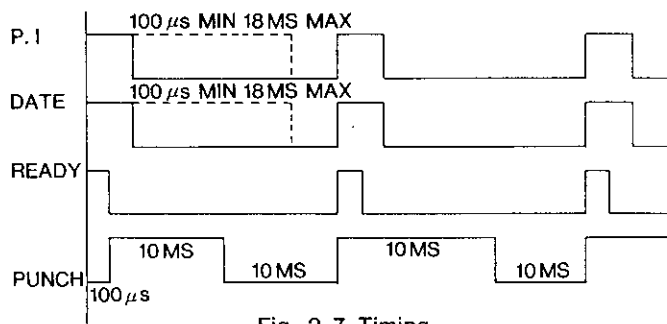 100 μs MIN 18 MS MAX
P. I
100 μs MIN 18 MS MAX
DATE
READY
10 MS 10 MS
PUNCH 10 MS 10 MS
100 μs
Fig. 2-7 Timing